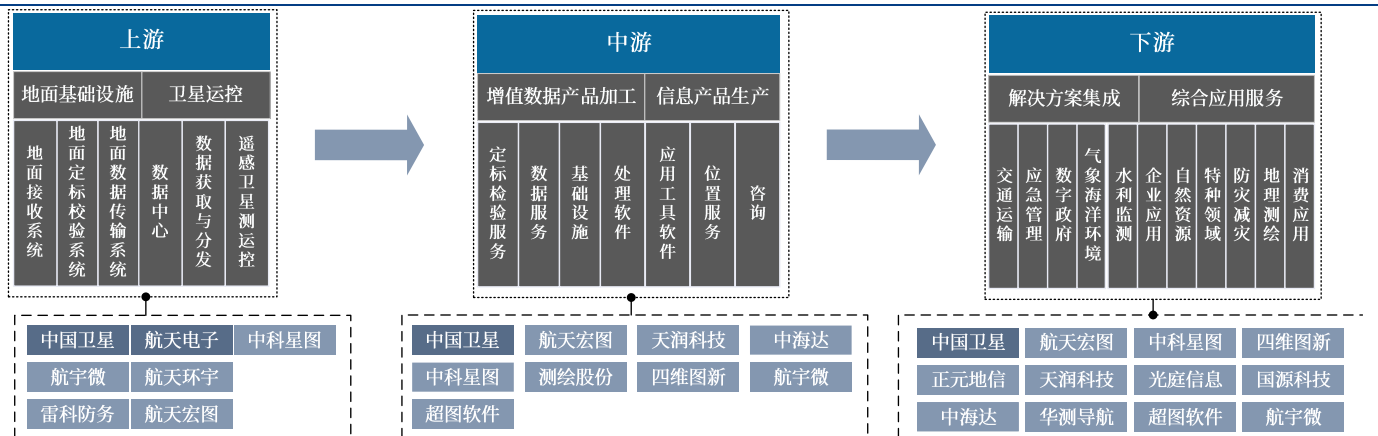 上游
地面基础设施
卫星运控
地面接收系统
地面定标校验系统
地面数据传输系统
数据中心
数据获取与分发
遥感卫星测运控
中国卫星
航天电子
中科星图
航宇微
航天环宇
雷科防务
航天宏图
中游
增值数据产品加工
信息产品生产
定标检验服务
数据服务
基础设施
处理软件
应用工具软件
位置服务
咨询
中国卫星
航天宏图
天润科技
中海达
中科星图
测绘股份
四维图新
航宇微
超图软件
下游
解决方案集成
综合应用服务
交通运输
应急管理
数字政府
气象海洋环境
水利监测
企业应用
自然资源
特种领域
防灾减灾
地理测绘
消费应用
中国卫星
航天宏图
中科星图
四维图新
正元地信
天润科技
光庭信息
国源科技
中海达
华测导航
超图软件
航宇微